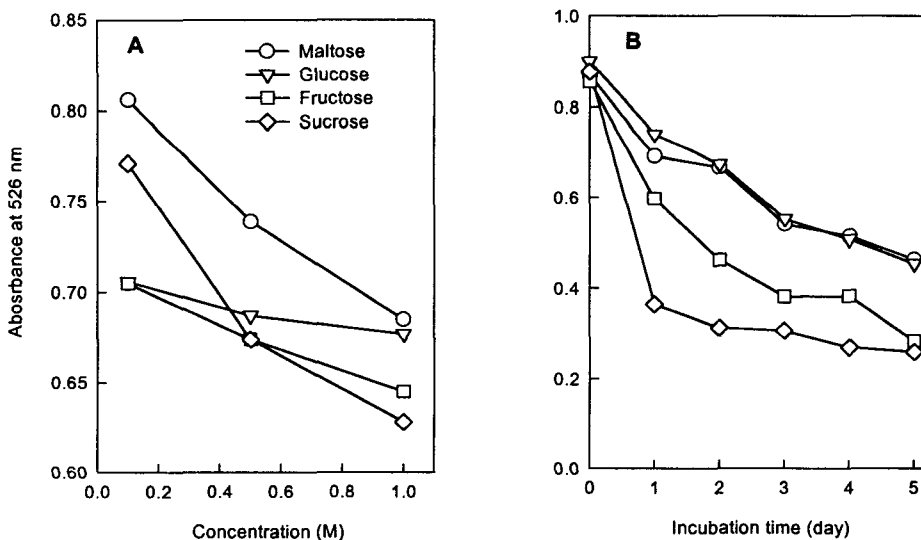 A
Maltose
Glucose
Fructose
Sucrose
Abosrbance at 526 nm
0.85
0.80
0.75
0.70
0.65
0.60
0.0 0.2 0.4 0.6 0.8 1.0
Concentration (M)
B
1.0
0.8
0.6
0.4
0.2
0.0
0 1 2 3 4 5
Incubation time (day)